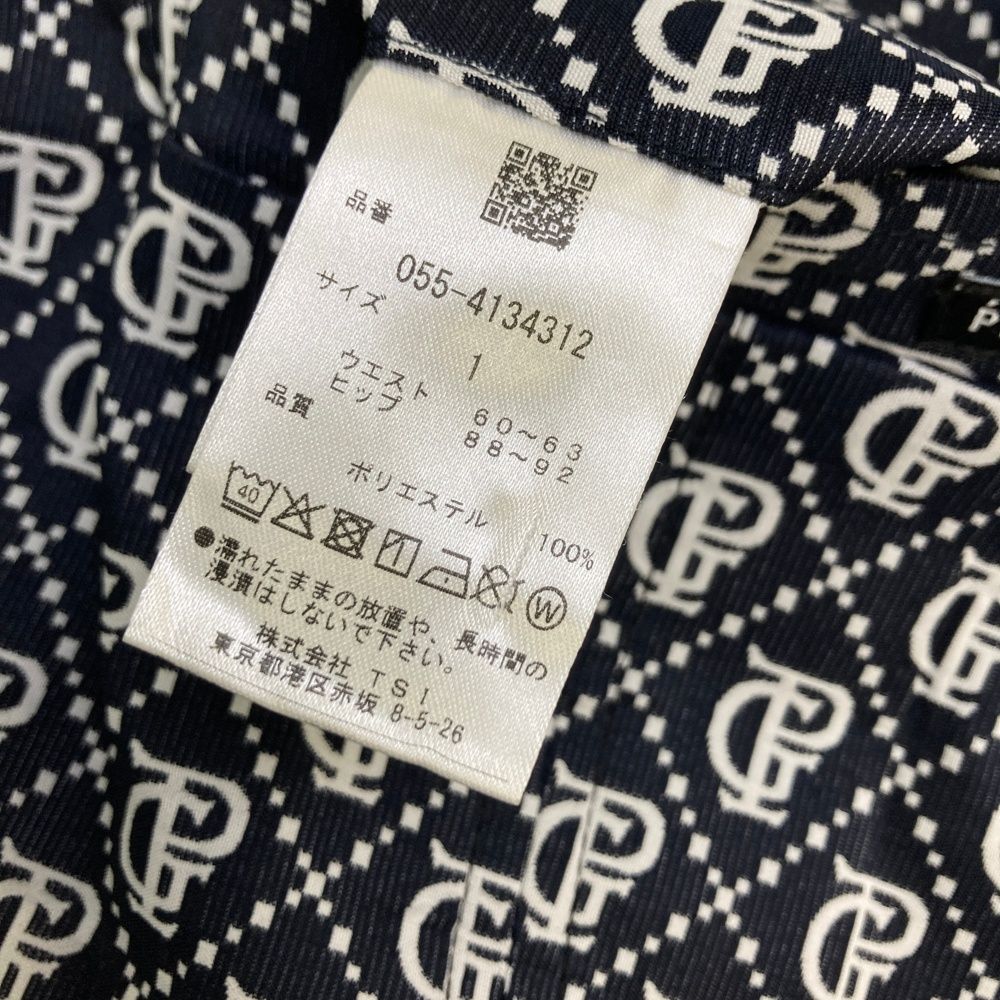 品番
055-4134312
サイズ
1
ウエスト 60～63
ヒップ 88～92
品質
ポリエステル 100%
40
W
●濡れたままの放置や、長時間の
浸漬はしないで下さい。
株式会社 TSI
東京都港区赤坂 8-5-26
P